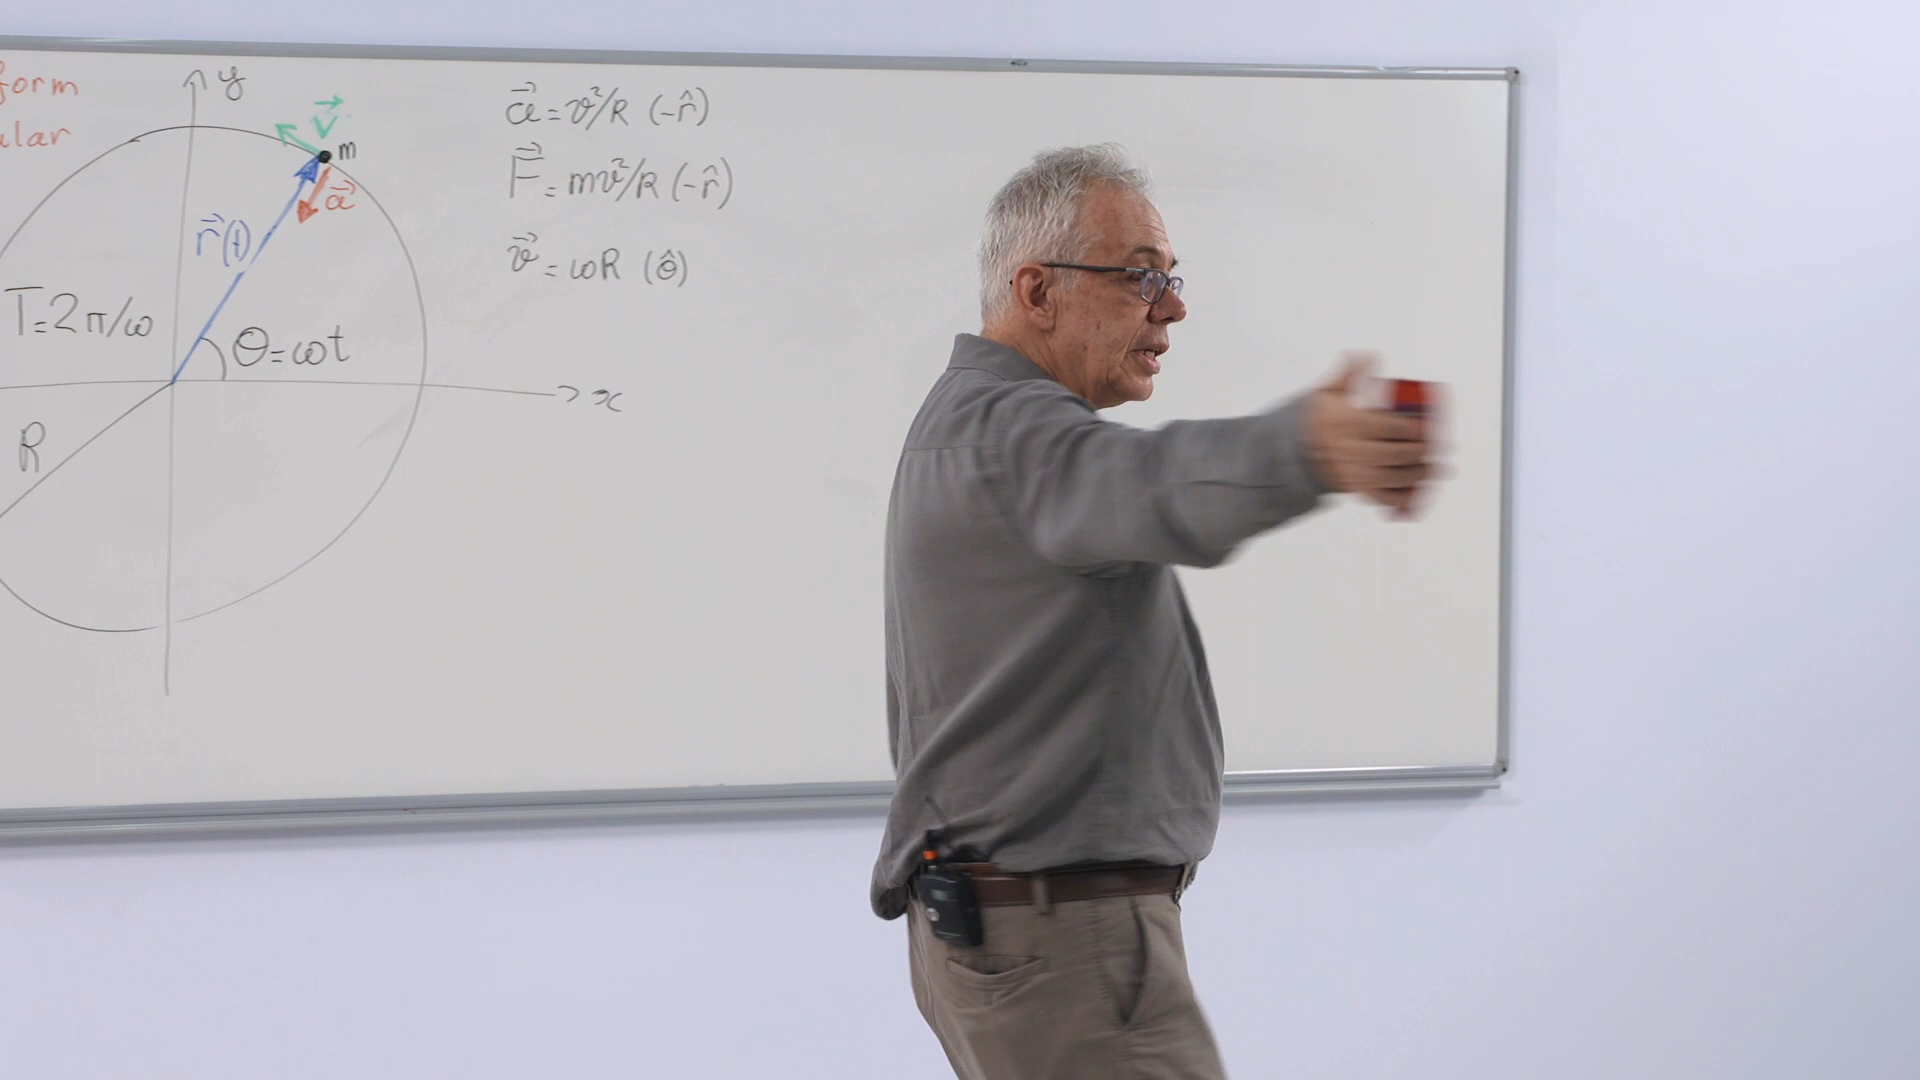 form
ular
y
v⃗
m
a⃗
r⃗(t)
T=2π/ω
θ=ωt
x
R
a⃗=v²/R (-r̂)
F⃗=mv²/R (-r̂)
v⃗=ωR (θ̂)